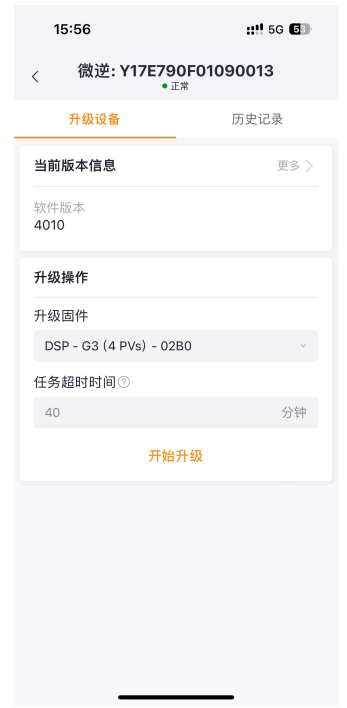 15:56
5G 53
微逆: Y17E790F01090013
正常
升级设备
历史记录
当前版本信息
更多
软件版本
4010
升级操作
升级固件
DSP - G3 (4 PVs) - 02B0
任务超时时间 ?
40 分钟
开始升级